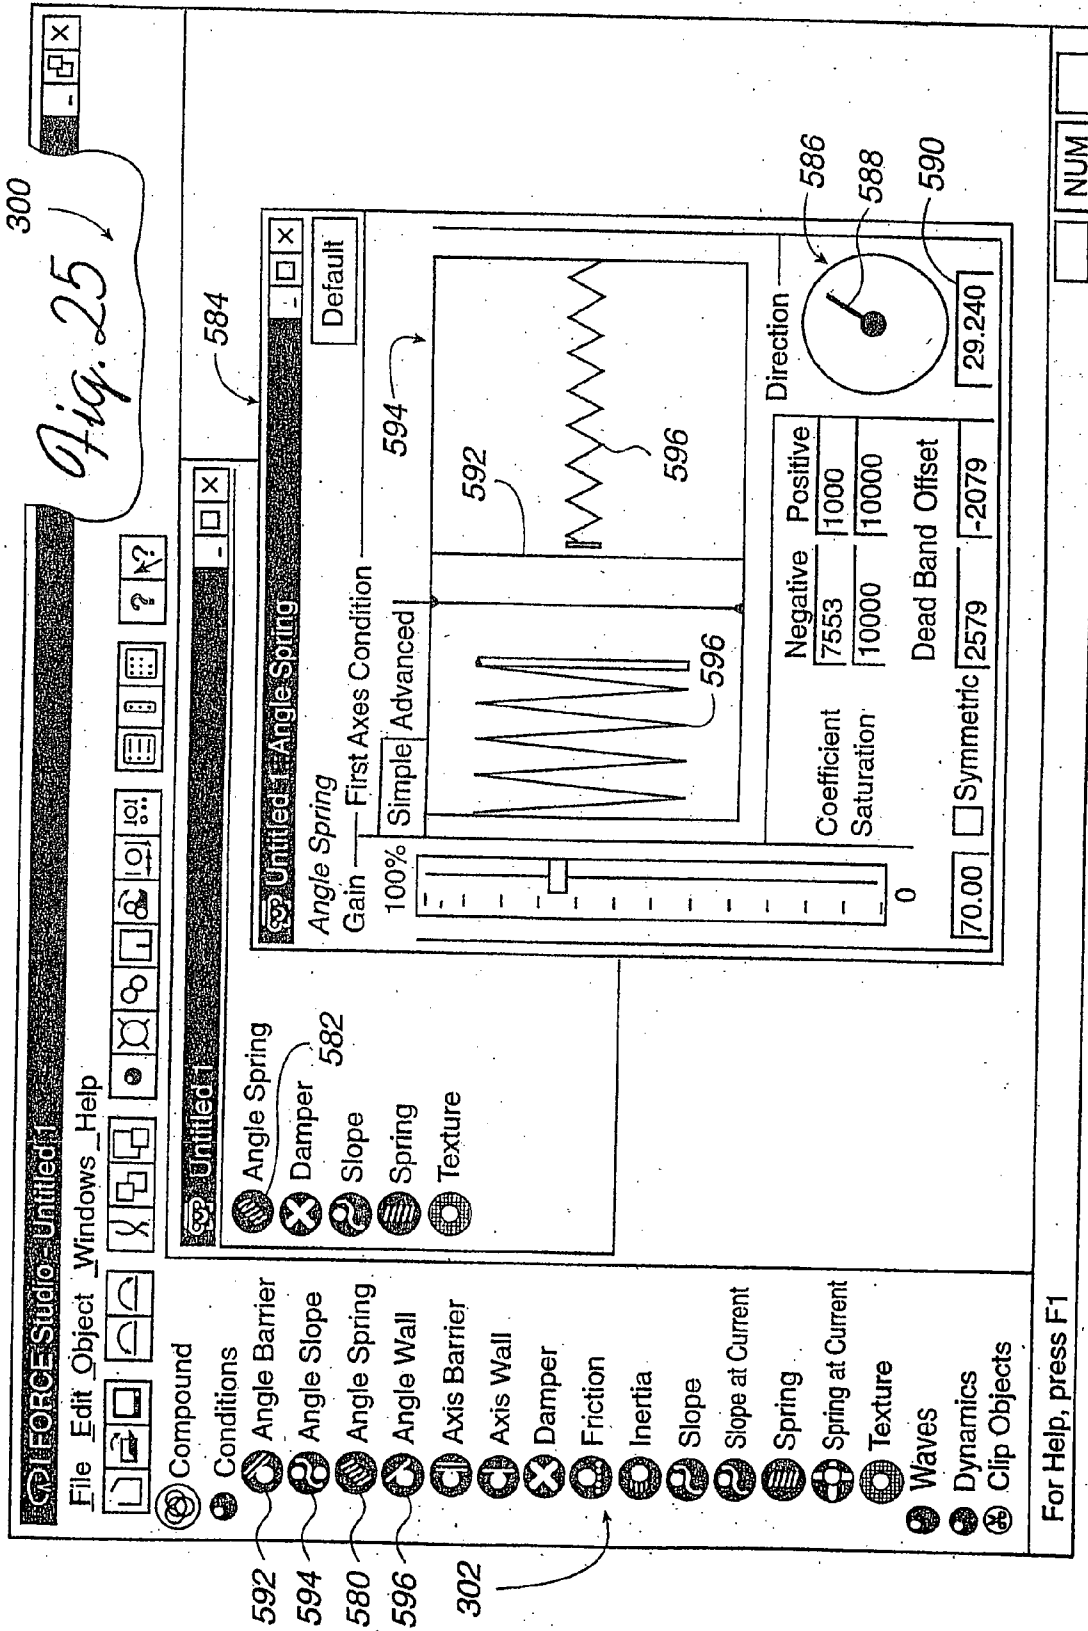 Fig. 25
300
I FORCE Studio - Untitled 1
File Edit Object Windows Help
Compound
Conditions
Angle Barrier
Angle Slope
Angle Spring
Angle Wall
Axis Barrier
Axis Wall
Damper
Friction
Inertia
Slope
Slope at Current
Spring
Spring at Current
Texture
Waves
Dynamics
Clip Objects
592
594
580
596
302
Untitled 1
Angle Spring
Damper
Slope
Spring
Texture
582
584
Untitled 1 - Angle Spring
Angle Spring
Default
Gain
First Axes Condition
100%
Simple Advanced
0
70.00
592
594
596
596
Negative Positive
Coefficient 7553 1000
Saturation 10000 10000
Dead Band Offset
Symmetric 2579 -2079
Direction
29.240
586
588
590
For Help, press F1
NUM